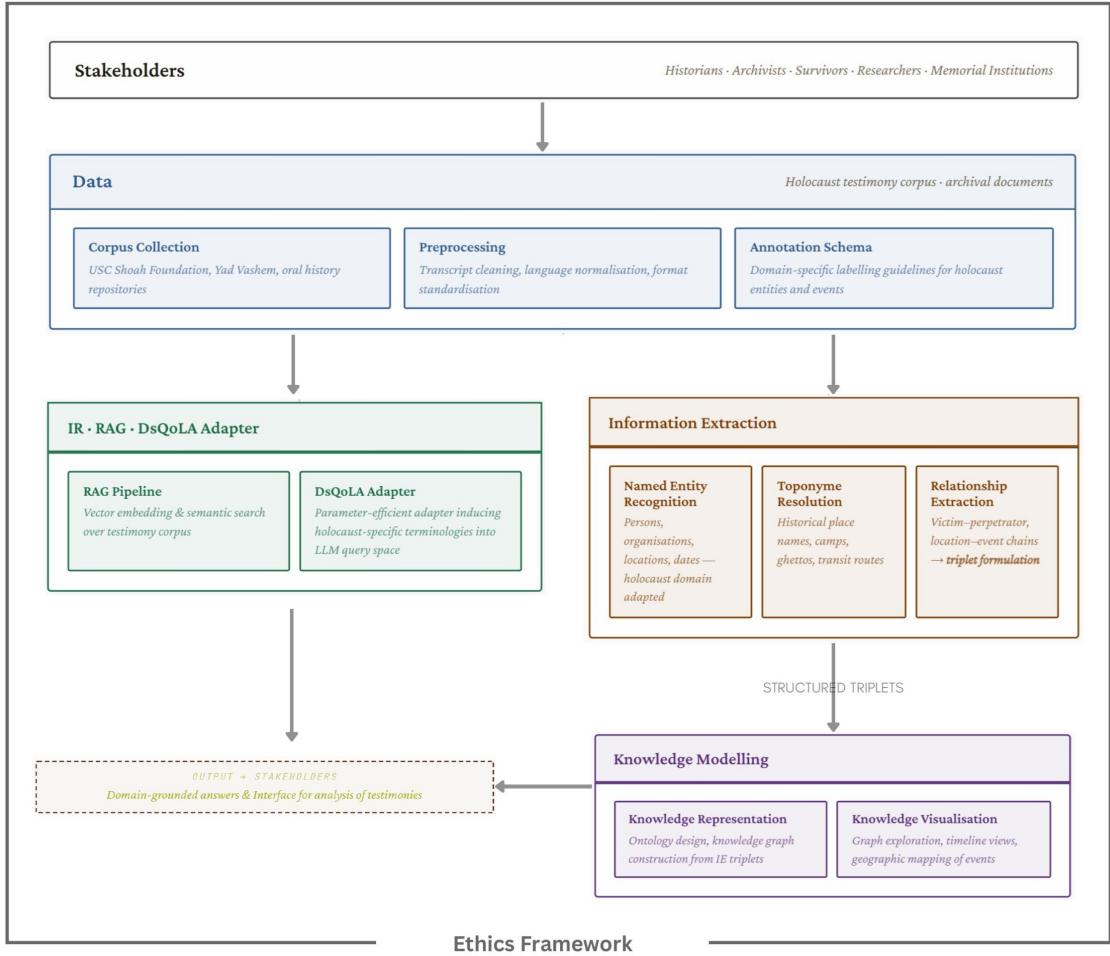 Stakeholders
Historians · Archivists · Survivors · Researchers · Memorial Institutions
Data
Holocaust testimony corpus · archival documents
Corpus Collection
USC Shoah Foundation, Yad Vashem, oral history
repositories
Preprocessing
Transcript cleaning, language normalisation, format
standardisation
Annotation Schema
Domain-specific labelling guidelines for holocaust
entities and events
IR · RAG · DsQoLA Adapter
RAG Pipeline
Vector embedding & semantic search
over testimony corpus
DsQoLA Adapter
Parameter-efficient adapter inducing
holocaust-specific terminologies into
LLM query space
Information Extraction
Named Entity
Recognition
Persons,
organisations,
locations, dates —
holocaust domain
adapted
Toponyme
Resolution
Historical place
names, camps,
ghettos, transit routes
Relationship
Extraction
Victim–perpetrator,
location–event chains
→ triplet formulation
STRUCTURED TRIPLETS
OUTPUT → STAKEHOLDERS
Domain-grounded answers & Interface for analysis of testimonies
Knowledge Modelling
Knowledge Representation
Ontology design, knowledge graph
construction from IE triplets
Knowledge Visualisation
Graph exploration, timeline views,
geographic mapping of events
Ethics Framework